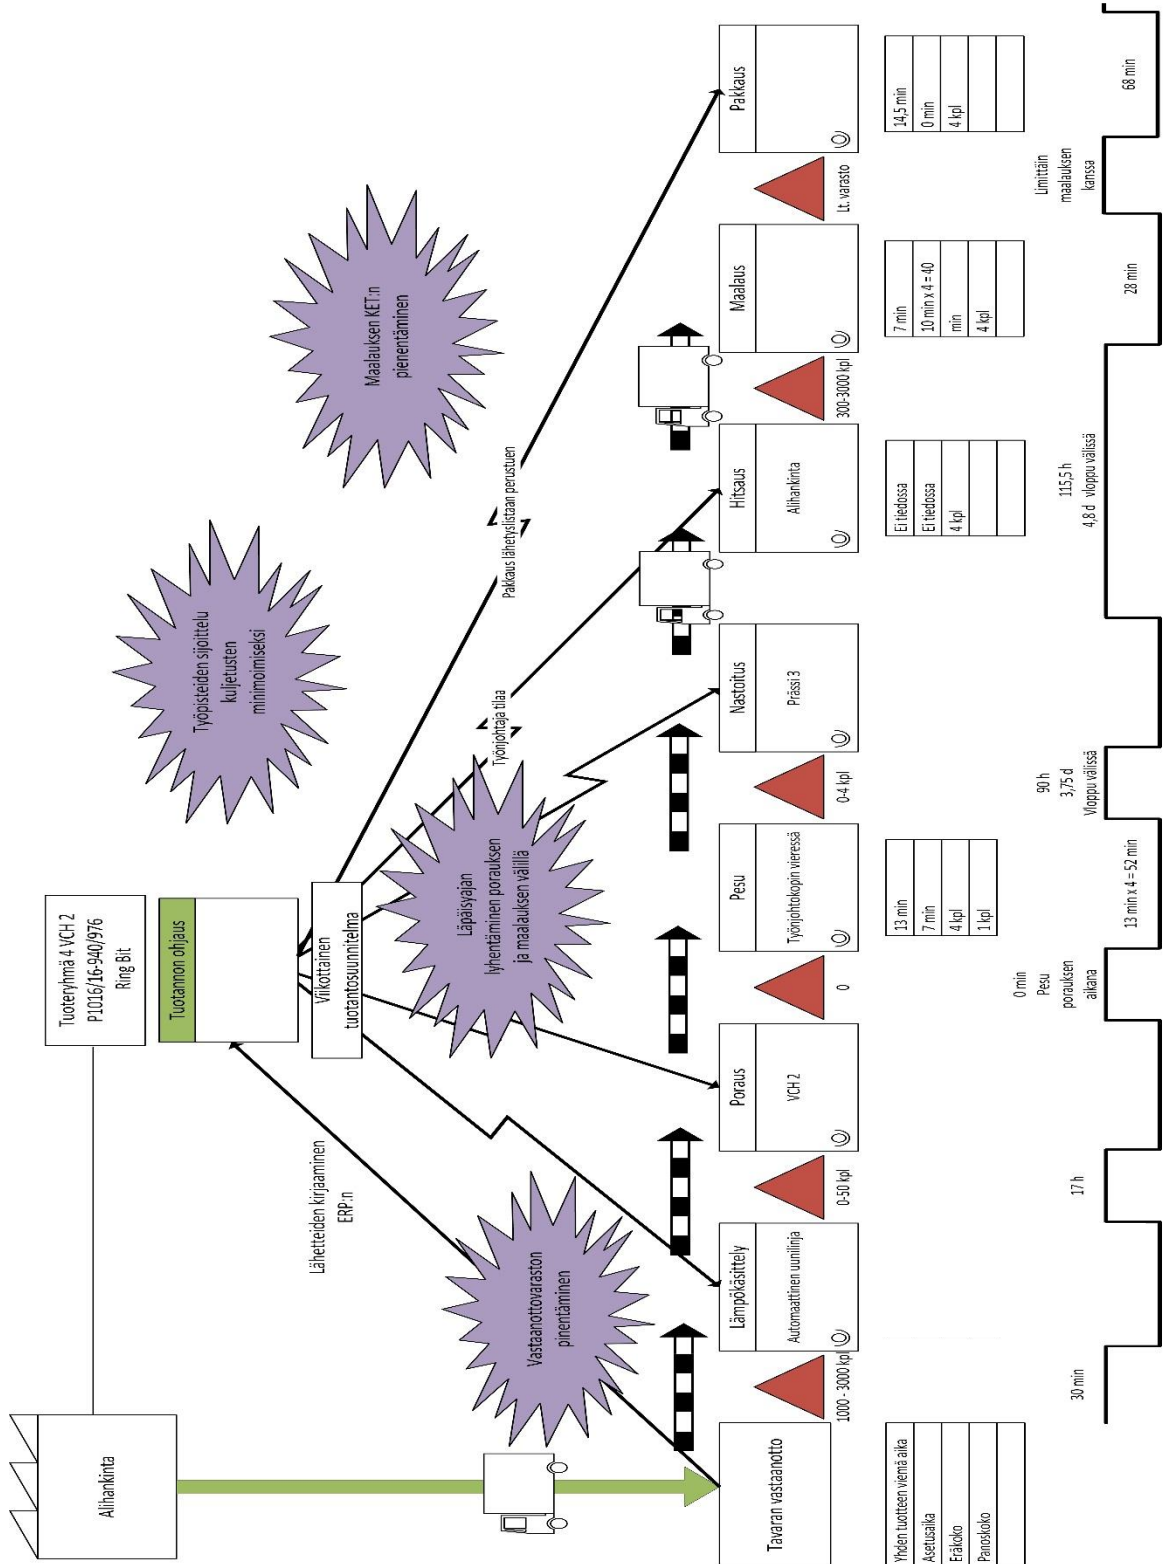 Alihankinta
Tuoteryhmä 4 VCH 2
P1016/16-940/976
Ring Bit
Tuotannon ohjaus
Viikottainen
tuotantosuunnitelma
Lähetteiden kirjaaminen
ERP:n
Vastaanottovaraston
pinentäminen
Läpäisyajan
lyhentäminen porauksen
ja maalauksen välillä
Työpisteiden sijoittelu
kuljetusten
minimoimiseksi
Maalauksen KET:n
pienentäminen
Työnjohtaja tilaa
Pakkaus lähetyslistaan perustuen
Tavaran vastaanotto
1000 - 3000 kpl
Lämpökäsittely
Automaattinen uunilinja
0-50 kpl
Poraus
VCH 2
0
Pesu
Työnjohtokopin vieressä
0-4 kpl
Nastoitus
Prässi 3
Hitsaus
Alihankinta
300-3000 kpl
Maalaus
Lt. varasto
Pakkaus
Yhden tuotteen viemä aika
Asetusaika
Eräkoko
Panoskoko
13 min
7 min
4 kpl
1 kpl
Ei tiedossa
Ei tiedossa
4 kpl
7 min
10 min x 4 = 40
min
4 kpl
14,5 min
0 min
4 kpl
30 min
17 h
0 min
Pesu
porauksen
aikana
13 min x 4 = 52 min
90 h
3,75 d
Vloppu välissä
115,5 h
4,8 d vloppu välissä
28 min
Limittäin
maalauksen
kanssa
68 min